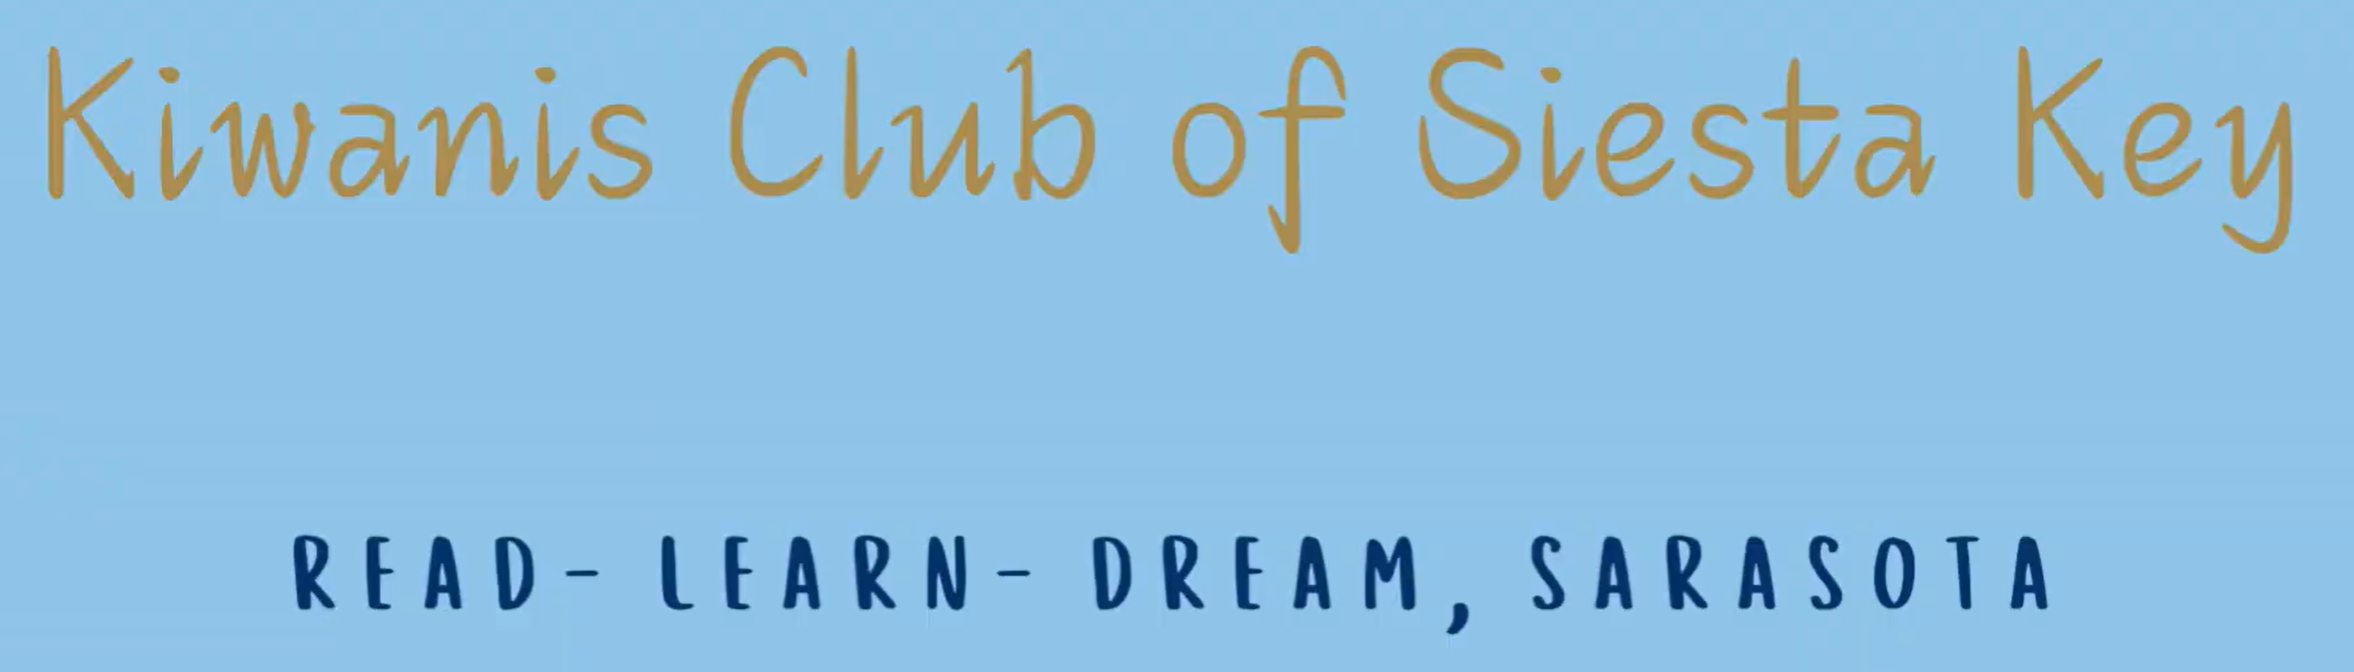 Kiwanis Club of Siesta Key
READ- LEARN- DREAM, SARASOTA